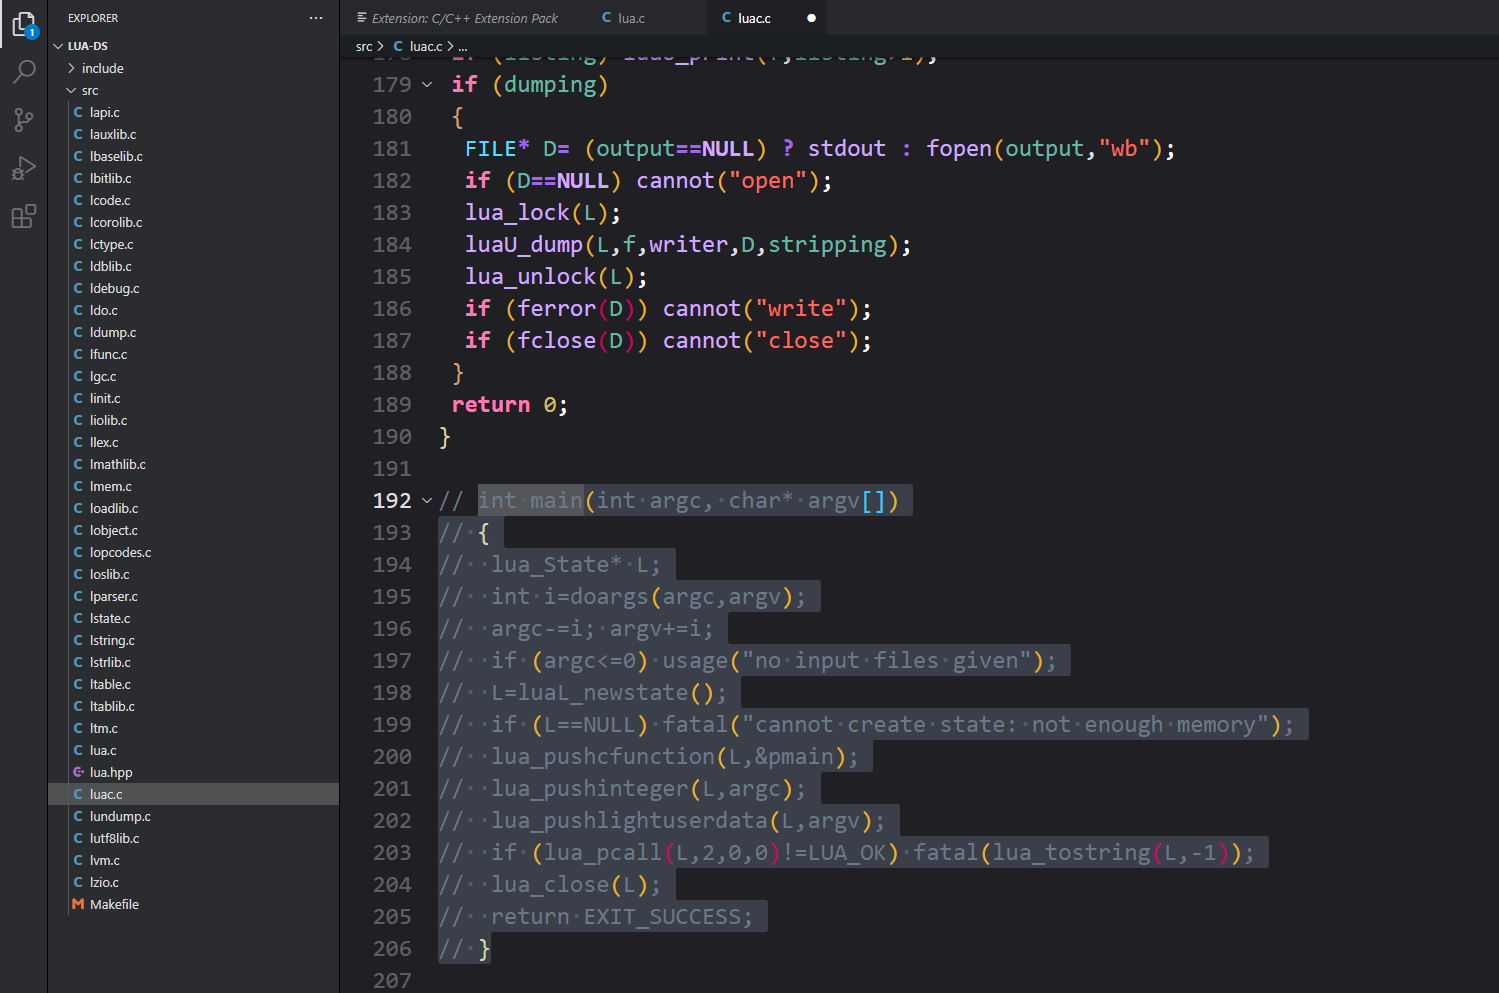 EXPLORER
LUA-DS
include
src
lapi.c
lauxlib.c
lbaselib.c
lbitlib.c
lcode.c
lcorolib.c
lctype.c
ldblib.c
ldebug.c
ldo.c
ldump.c
lfunc.c
lgc.c
linit.c
liolib.c
llex.c
lmathlib.c
lmem.c
loadlib.c
lobject.c
lopcodes.c
loslib.c
lparser.c
lstate.c
lstring.c
lstrlib.c
ltable.c
ltablib.c
ltm.c
lua.c
lua.hpp
luac.c
lundump.c
lutf8lib.c
lvm.c
lzio.c
Makefile
1
Extension: C/C++ Extension Pack
lua.c
luac.c
src > C luac.c > ...
179 if (dumping)
180 {
181 FILE* D= (output==NULL) ? stdout : fopen(output,"wb");
182 if (D==NULL) cannot("open");
183 lua_lock(L);
184 luaU_dump(L,f,writer,D,stripping);
185 lua_unlock(L);
186 if (ferror(D)) cannot("write");
187 if (fclose(D)) cannot("close");
188 }
189 return 0;
190 }
191
192 // int main(int argc, char* argv[])
193 // {
194 // lua_State* L;
195 // int i=doargs(argc,argv);
196 // argc-=i; argv+=i;
197 // if (argc<=0) usage("no input files given");
198 // L=luaL_newstate();
199 // if (L==NULL) fatal("cannot create state: not enough memory");
200 // lua_pushcfunction(L,&pmain);
201 // lua_pushinteger(L,argc);
202 // lua_pushlightuserdata(L,argv);
203 // if (lua_pcall(L,2,0,0)!=LUA_OK) fatal(lua_tostring(L,-1));
204 // lua_close(L);
205 // return EXIT_SUCCESS;
206 // }
207